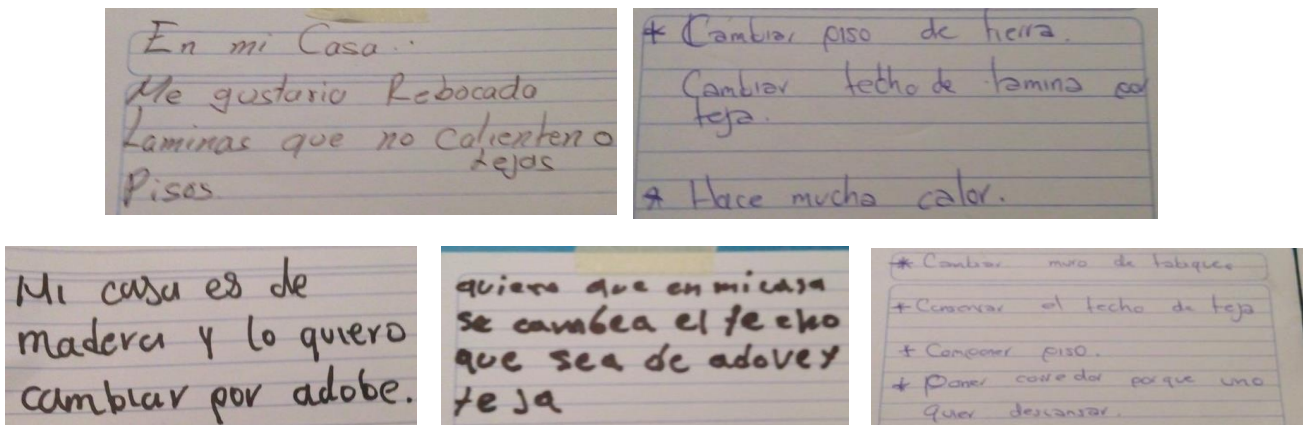 En mi Casa..
Me gustaria Rebocado
Laminas que no calienten o
tejas
Pisos
* Cambiar piso de tierra.
Cambiar techo de lamina por
teja.
* Hace mucha calor.
Mi casa es de
madera y lo quiero
cambiar por adobe.
quiero que en mi casa
se cambea el techo
que sea de adove y
teja
* Cambiar muro de tabique.
* Conservar el techo de teja
* Componer piso.
* Poner corredor porque uno
quier descansar.